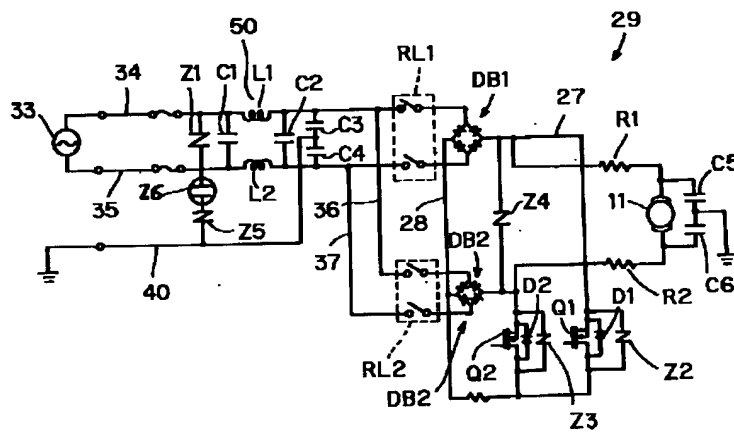 50
29
34
Z1
C1
L1
C2
RL1
DB1
27
R1
33
C3
C4
C5
35
Z6
L2
36
28
Z4
11
Z5
37
DB2
40
R2
C6
D2
Q1
D1
RL2
DB2
Q2
Z3
Z2